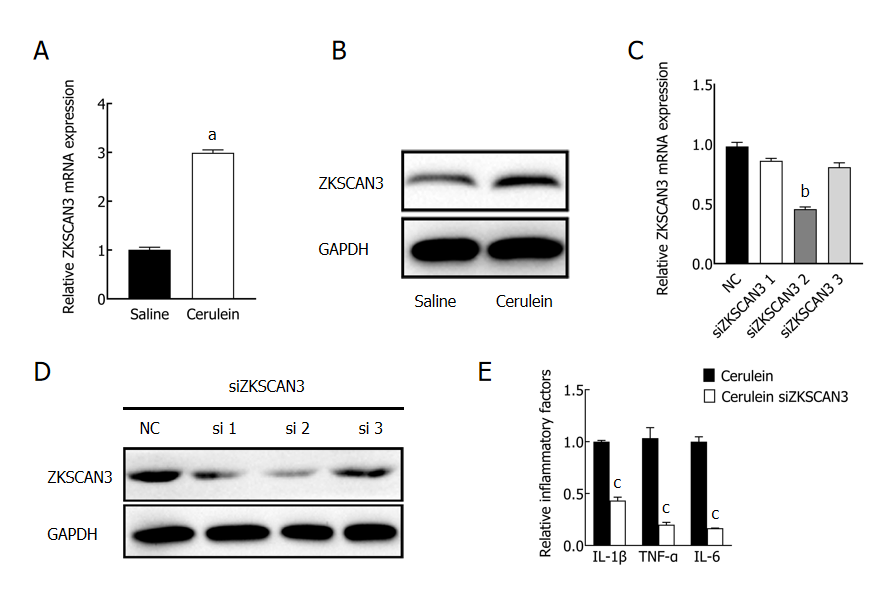 A
Relative ZKSCAN3 mRNA expression
4
3
2
1
0
a
Saline
Cerulein
B
ZKSCAN3
GAPDH
Saline
Cerulein
C
Relative ZKSCAN3 mRNA expression
1.5
1.0
0.5
0.0
b
NC
siZKSCAN3 1
siZKSCAN3 2
siZKSCAN3 3
D
siZKSCAN3
NC
si 1
si 2
si 3
ZKSCAN3
GAPDH
E
Cerulein
Cerulein siZKSCAN3
Relative inflammatory factors
1.5
1.0
0.5
0.0
c
c
c
IL-1β
TNF-α
IL-6